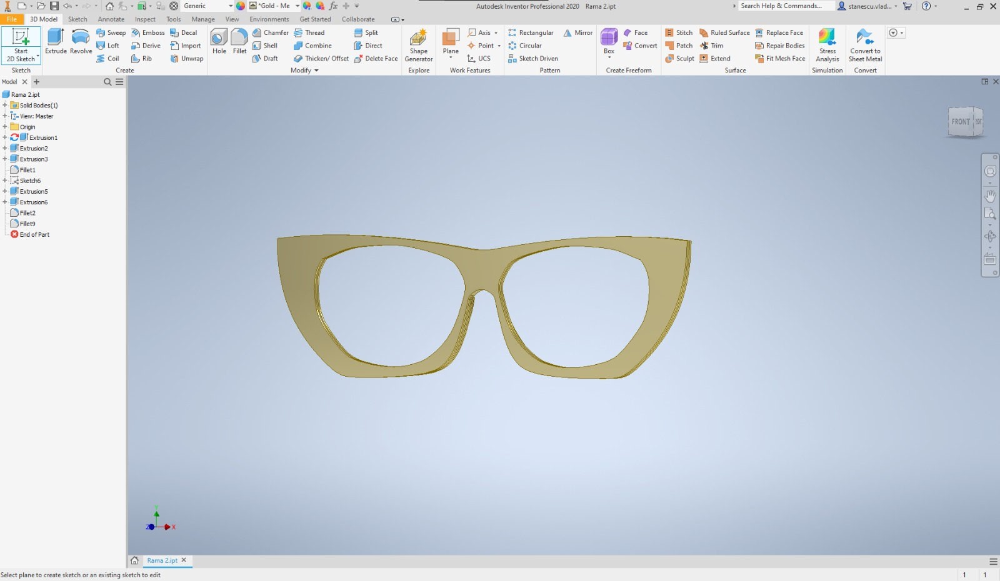 Generic
*Gold - Me
fx
Autodesk Inventor Professional 2020 Rama 2.ipt
Search Help & Commands...
stanescu.vlad...
File 3D Model Sketch Annotate Inspect Tools Manage View Environments Get Started Collaborate
Start
2D Sketch
Sketch
Extrude Revolve
Sweep Emboss Decal
Loft Derive Import
Coil Rib Unwrap
Create
Hole Fillet
Chamfer Thread Split
Shell Combine Direct
Draft Thicken/ Offset Delete Face
Modify
Shape
Generator
Explore
Plane
Axis
Point
UCS
Work Features
Rectangular Mirror
Circular
Sketch Driven
Pattern
Box
Face
Convert
Create Freeform
Stitch Ruled Surface Replace Face
Patch Trim Repair Bodies
Sculpt Extend Fit Mesh Face
Surface
Stress
Analysis
Simulation
Convert to
Sheet Metal
Convert
Model
Rama 2.ipt
Solid Bodies(1)
View: Master
Origin
Extrusion1
Extrusion2
Extrusion3
Fillet1
Sketch6
Extrusion5
Extrusion6
Fillet2
Fillet9
End of Part
FRONT
Y
Z X
Rama 2.ipt
Select plane to create sketch or an existing sketch to edit
1 1